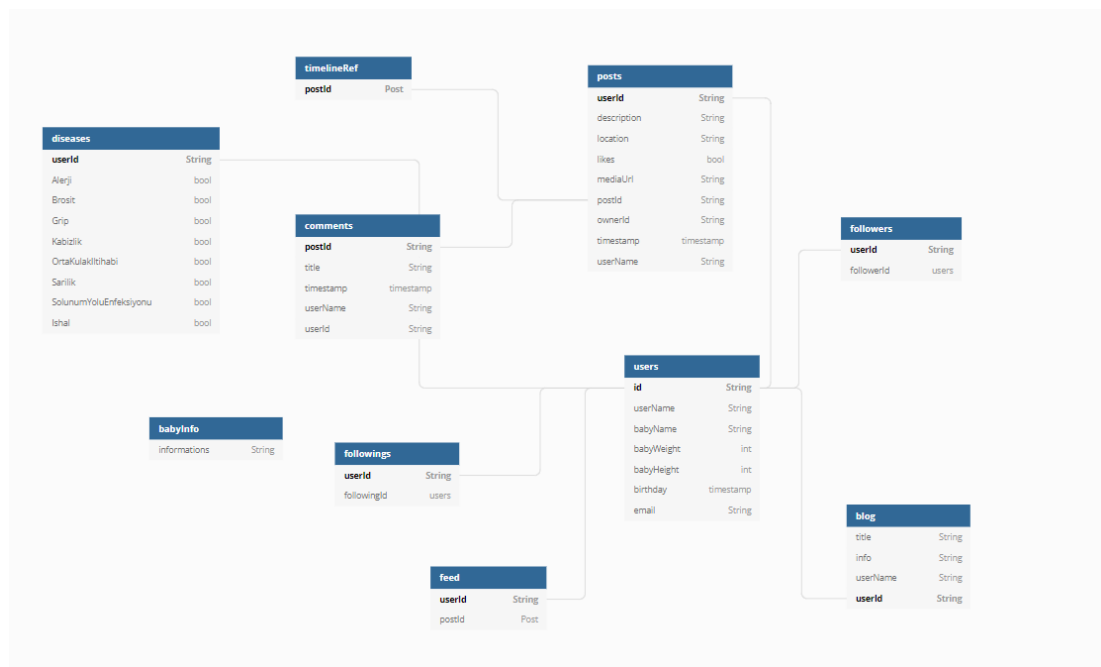 timelineRef
postId Post
posts
userId String
description String
location String
likes bool
mediaUrl String
postId String
ownerId String
timestamp timestamp
userName String
diseases
userId String
Alerji bool
Brosit bool
Grip bool
Kabizlik bool
OrtaKulakIltihabi bool
Sarilik bool
SolunumYoluEnfeksiyonu bool
Ishal bool
comments
postId String
title String
timestamp timestamp
userName String
userId String
followers
userId String
followerId users
users
id String
userName String
babyName String
babyWeight int
babyHeight int
birthday timestamp
email String
babyInfo
informations String
followings
userId String
followingId users
blog
title String
info String
userName String
userId String
feed
userId String
postId Post